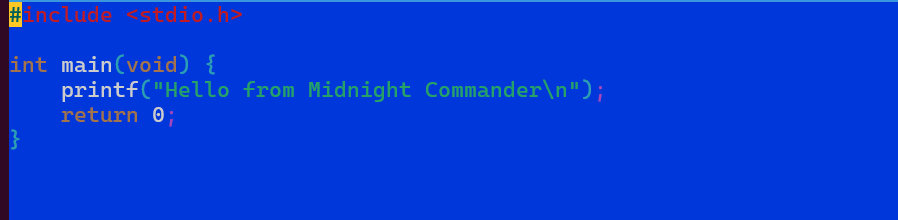 #include <stdio.h>

int main(void) {
    printf("Hello from Midnight Commander\n");
    return 0;
}